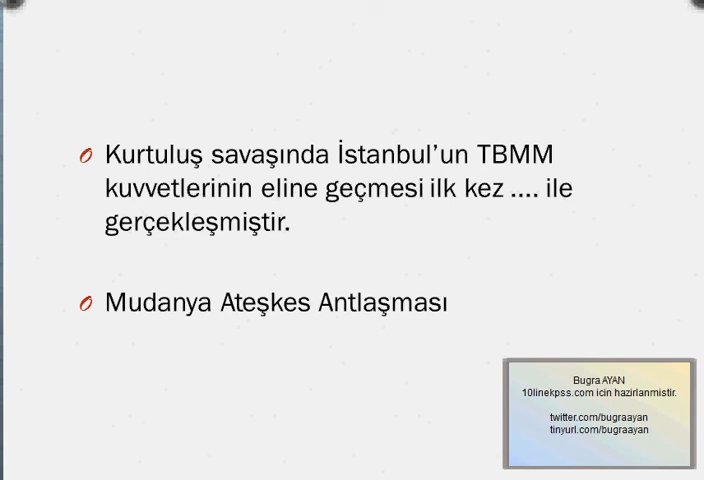 Kurtuluş savaşında İstanbul'un TBMM
kuvvetlerinin eline geçmesi ilk kez .... ile
gerçekleşmiştir.
Mudanya Ateşkes Antlaşması
Bugra AYAN
10linekpss.com icin hazirlanmistir.
twitter.com/bugraayan
tinyurl.com/bugraayan